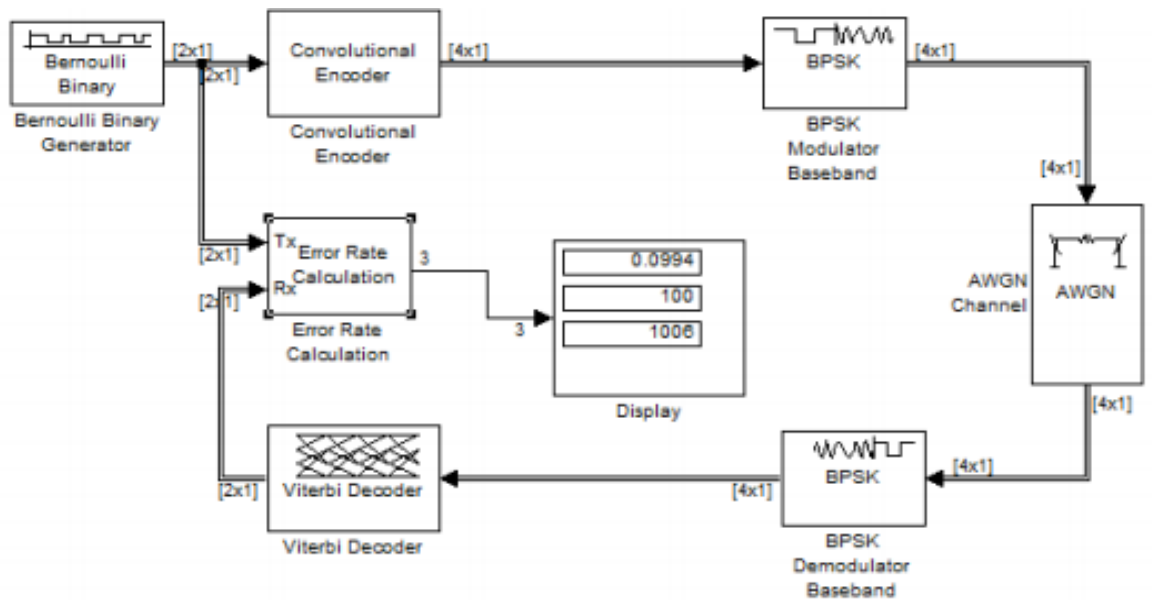 [2x1]
[2x1]
Bernoulli
Binary
Bernoulli Binary
Generator
Convolutional
Encoder
Convolutional
Encoder
[4x1]
BPSK
BPSK
Modulator
Baseband
[4x1]
[4x1]
AWGN
AWGN
Channel
[4x1]
[2x1]
Tx
Rx
Error Rate
Calculation
Error Rate
Calculation
[2x1]
3
3
0.0994
100
1006
Display
[2x1]
Viterbi Decoder
Viterbi Decoder
[4x1]
BPSK
BPSK
Demodulator
Baseband
[4x1]